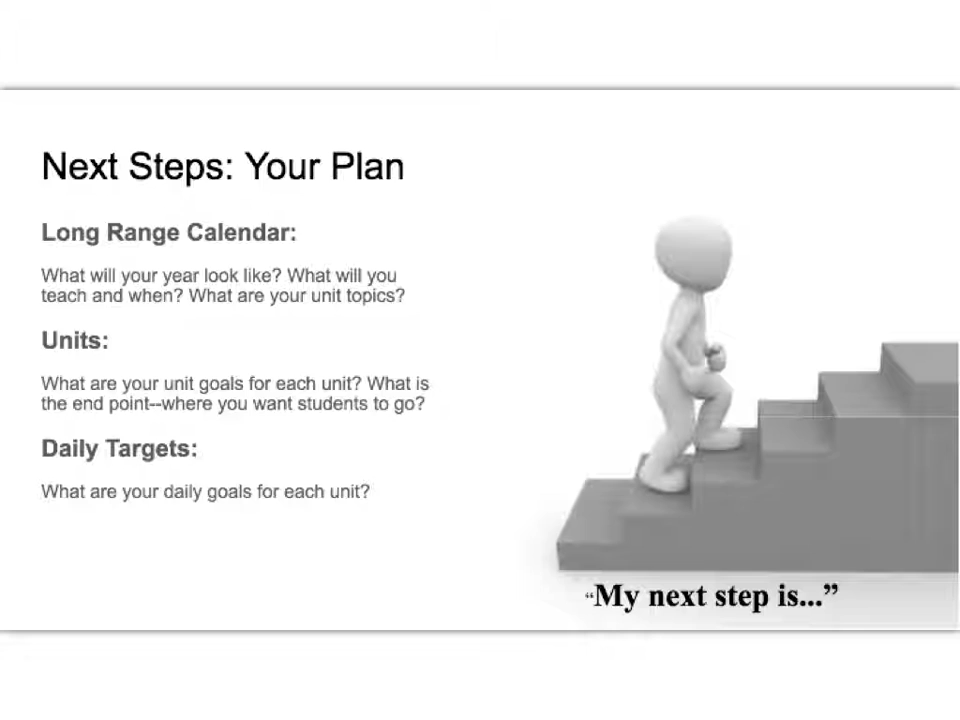 Next Steps: Your Plan
Long Range Calendar:
What will your year look like? What will you
teach and when? What are your unit topics?
Units:
What are your unit goals for each unit? What is
the end point--where you want students to go?
Daily Targets:
What are your daily goals for each unit?
“My next step is...”